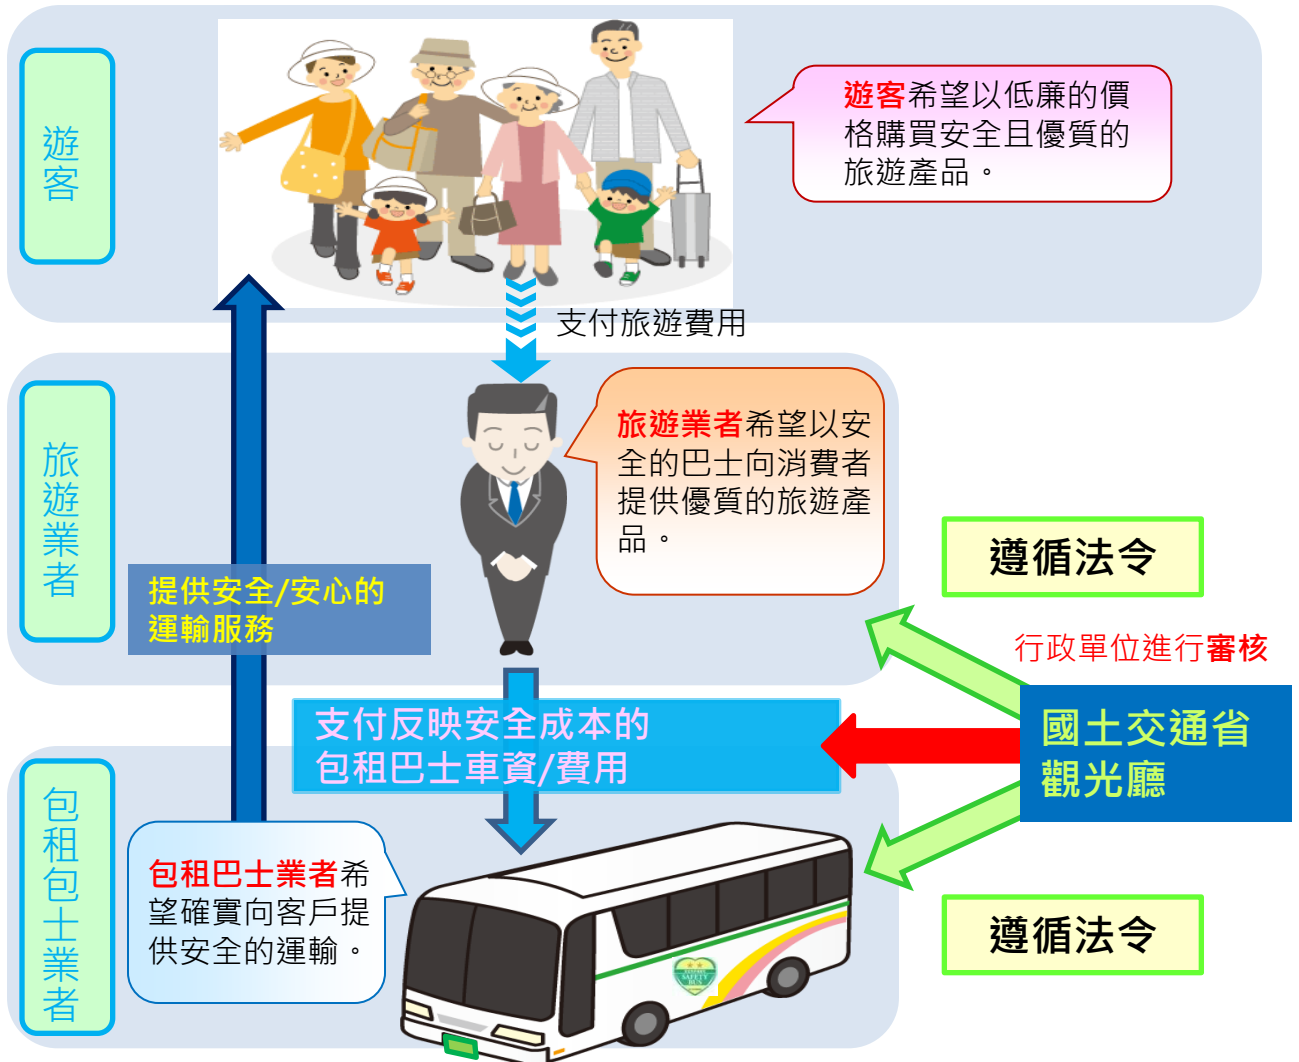 遊客
遊客希望以低廉的價
格購買安全且優質的
旅遊產品。
支付旅遊費用
旅遊業者
旅遊業者希望以安
全的巴士向消費者
提供優質的旅遊產
品。
遵循法令
提供安全/安心的
運輸服務
行政單位進行審核
國土交通省
觀光廳
支付反映安全成本的
包租巴士車資/費用
包租包士業者
包租巴士業者希
望確實向客戶提
供安全的運輸。
遵循法令
SAFETY
BUS